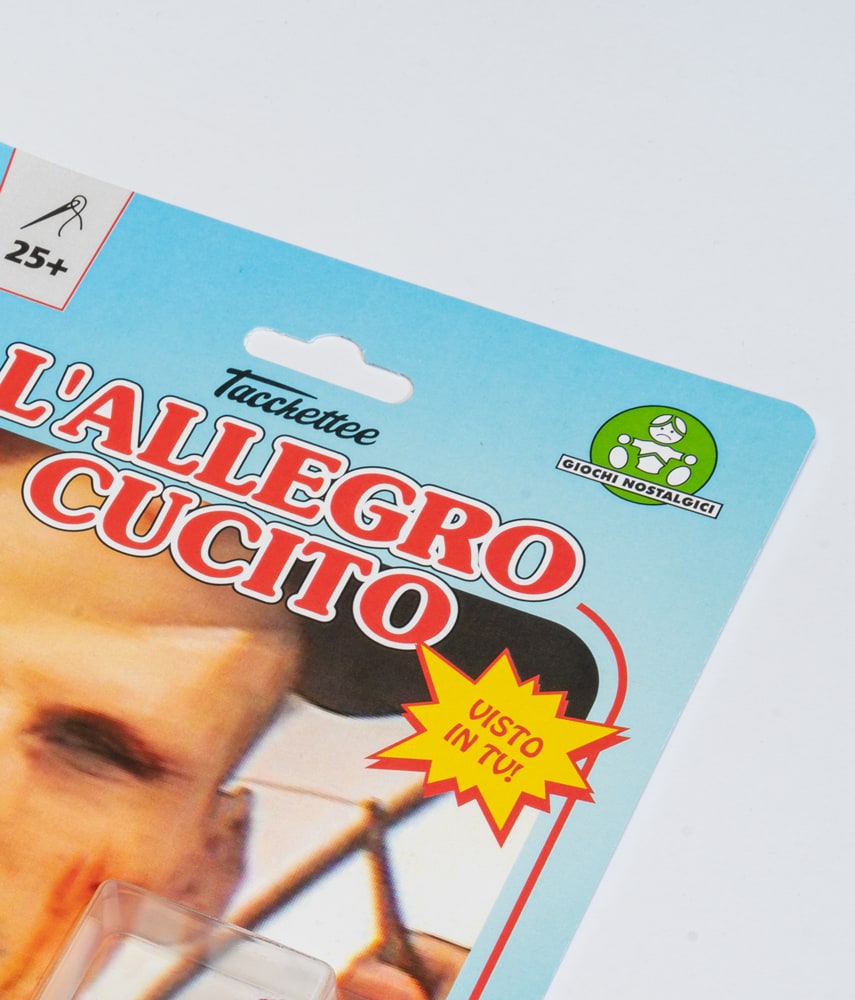 25+
Tacchettee
L'ALLEGRO
CUCITO
GIOCHI NOSTALGICI
VISTO
IN TV!